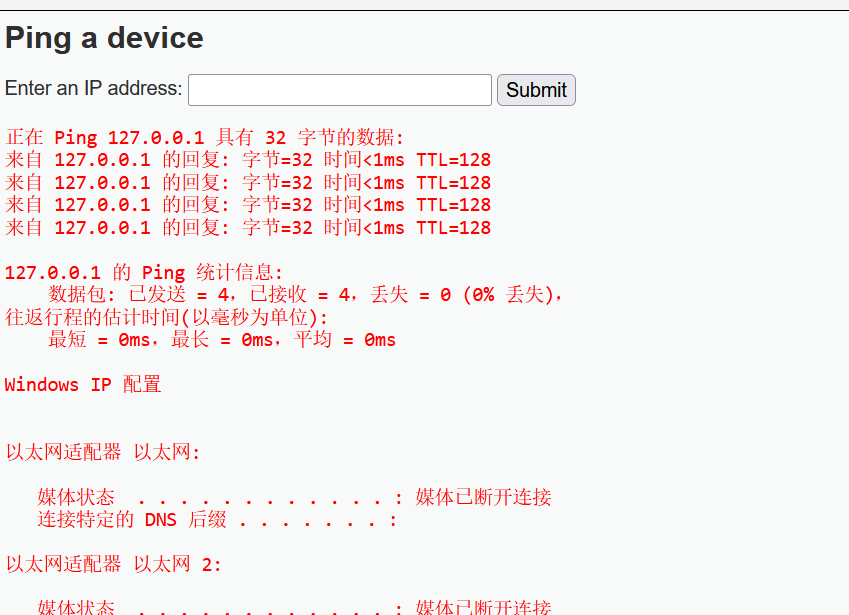 Ping a device
Enter an IP address: Submit
正在 Ping 127.0.0.1 具有 32 字节的数据:
来自 127.0.0.1 的回复: 字节=32 时间<1ms TTL=128
来自 127.0.0.1 的回复: 字节=32 时间<1ms TTL=128
来自 127.0.0.1 的回复: 字节=32 时间<1ms TTL=128
来自 127.0.0.1 的回复: 字节=32 时间<1ms TTL=128
127.0.0.1 的 Ping 统计信息:
数据包: 已发送 = 4，已接收 = 4，丢失 = 0 (0% 丢失)，
往返行程的估计时间(以毫秒为单位):
最短 = 0ms，最长 = 0ms，平均 = 0ms
Windows IP 配置
以太网适配器 以太网:
媒体状态 . . . . . . . . . . . . : 媒体已断开连接
连接特定的 DNS 后缀 . . . . . . . :
以太网适配器 以太网 2:
媒体状态 . . . . . . . . . . . . : 媒体已断开连接